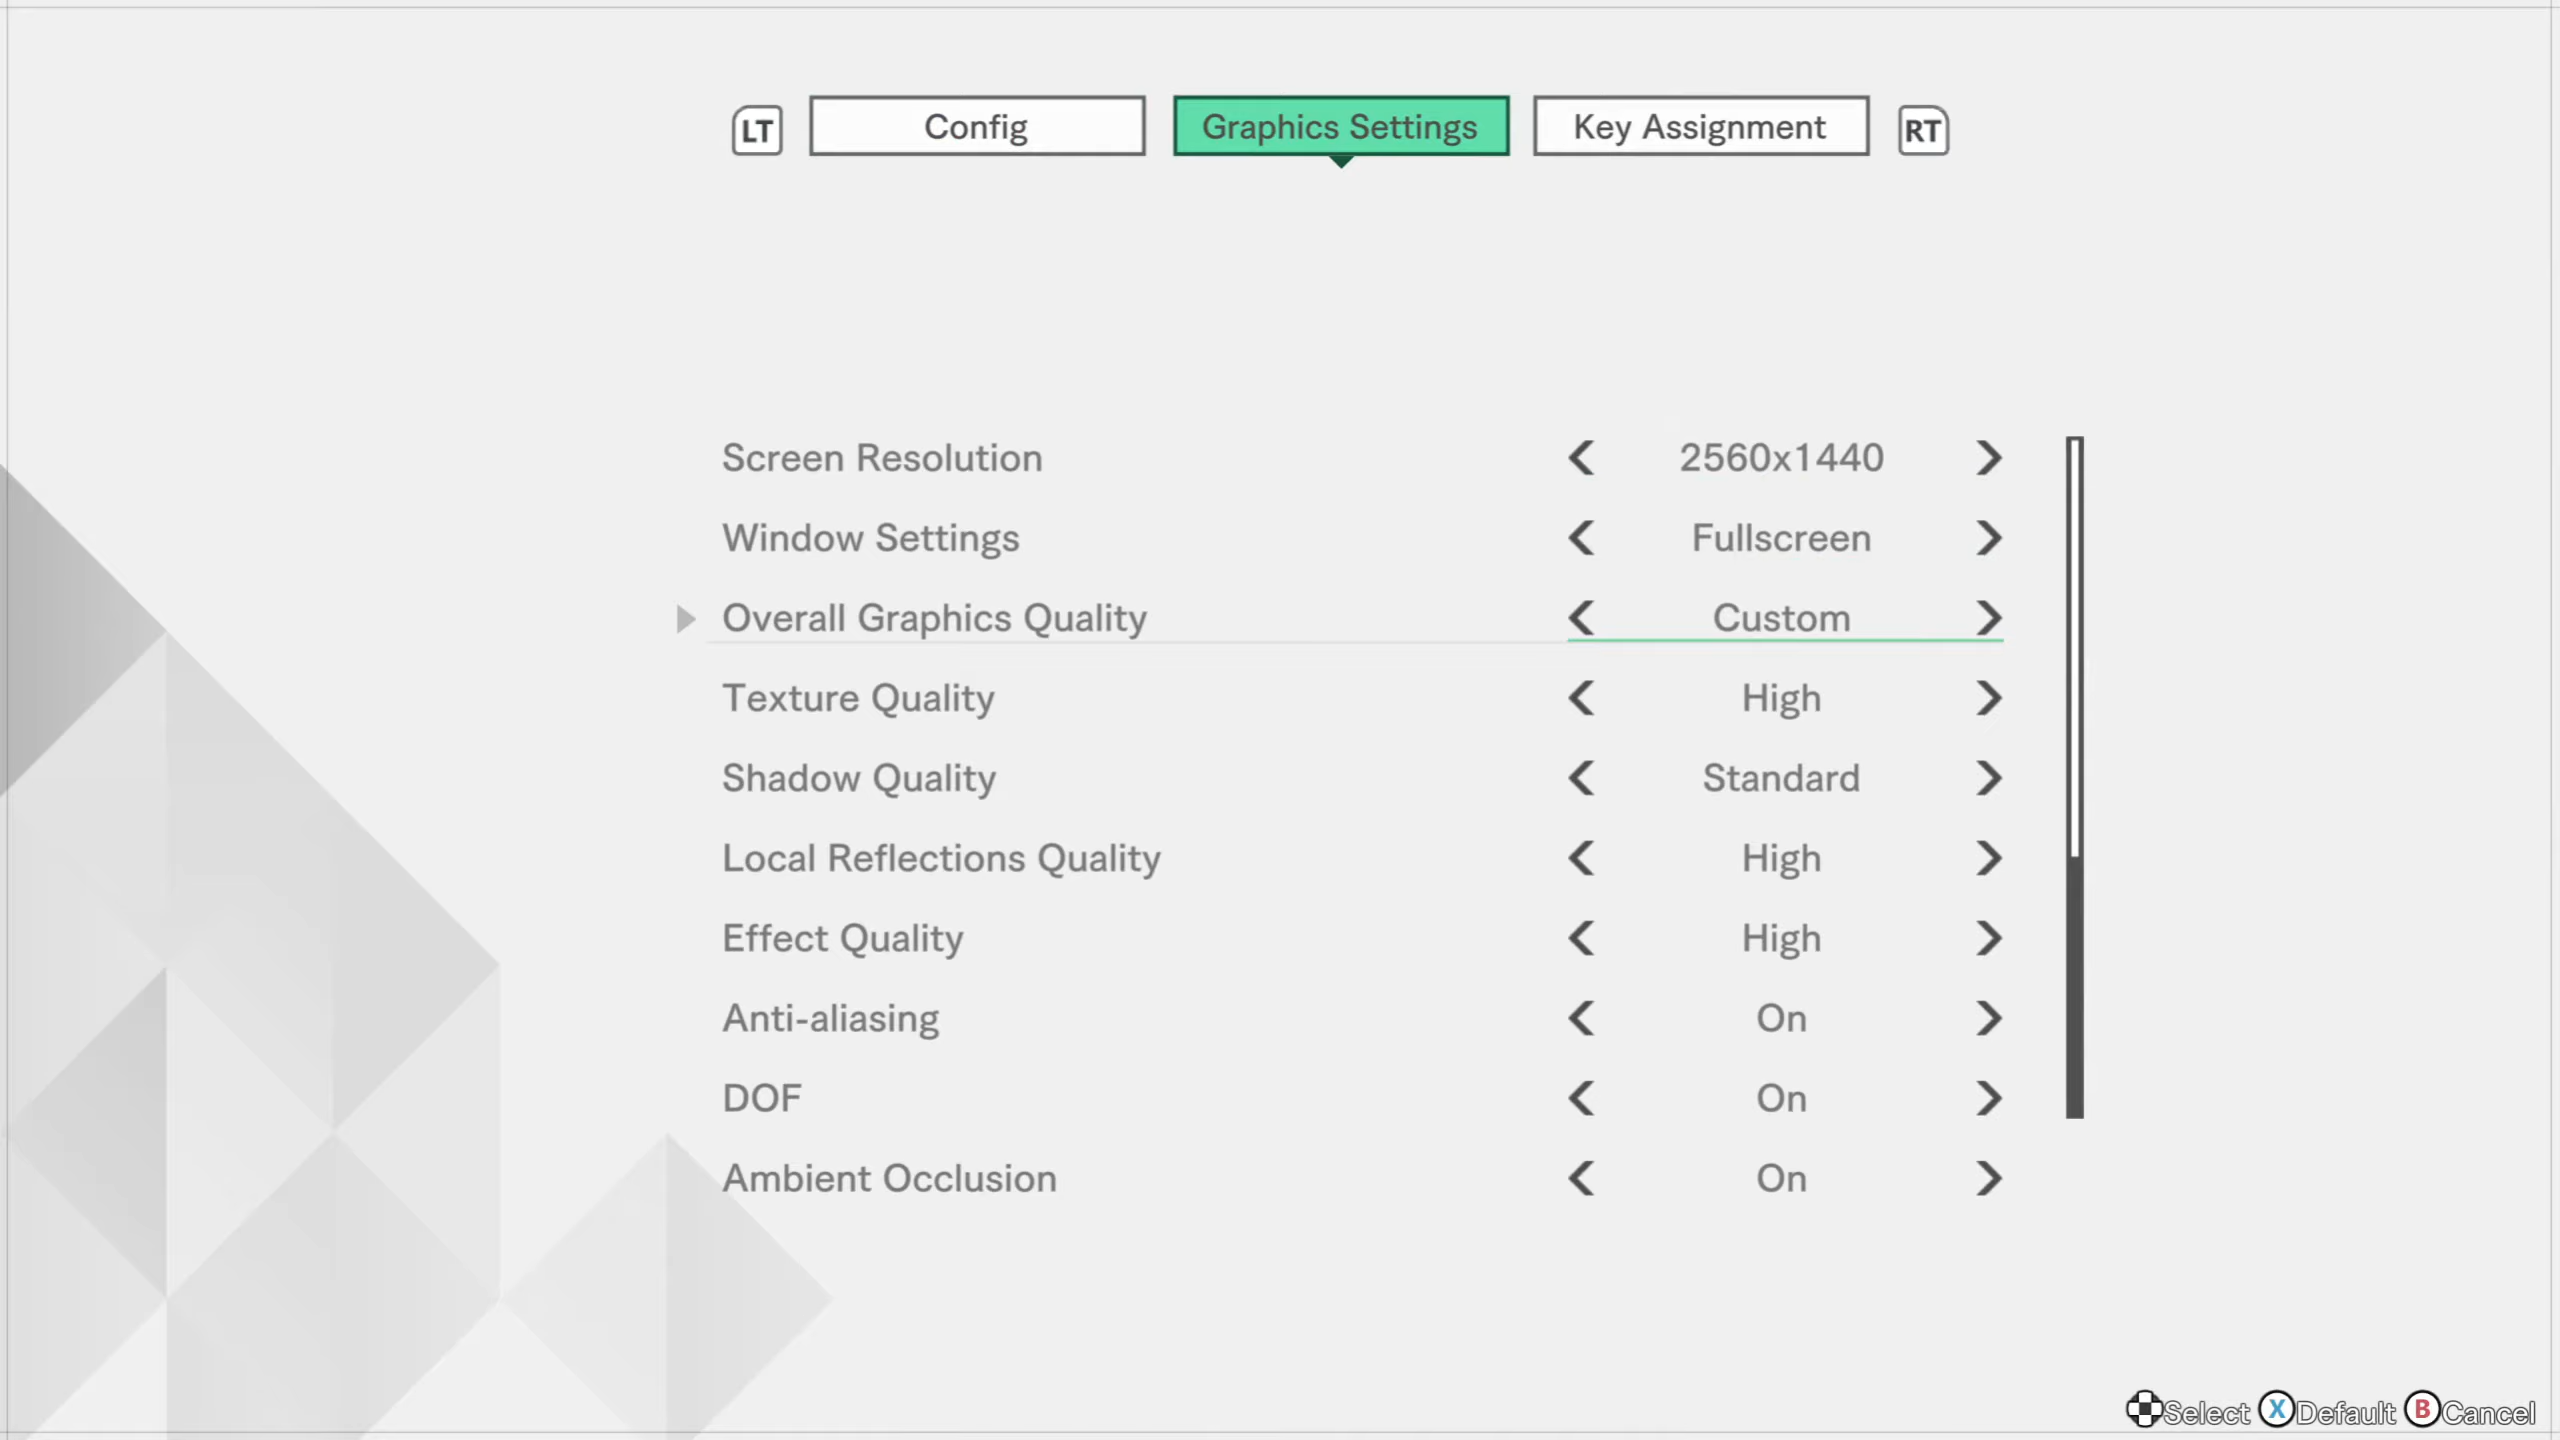 LT Config Graphics Settings Key Assignment RT
Screen Resolution 2560x1440
Window Settings Fullscreen
Overall Graphics Quality Custom
Texture Quality High
Shadow Quality Standard
Local Reflections Quality High
Effect Quality High
Anti-aliasing On
DOF On
Ambient Occlusion On
Select X Default B Cancel